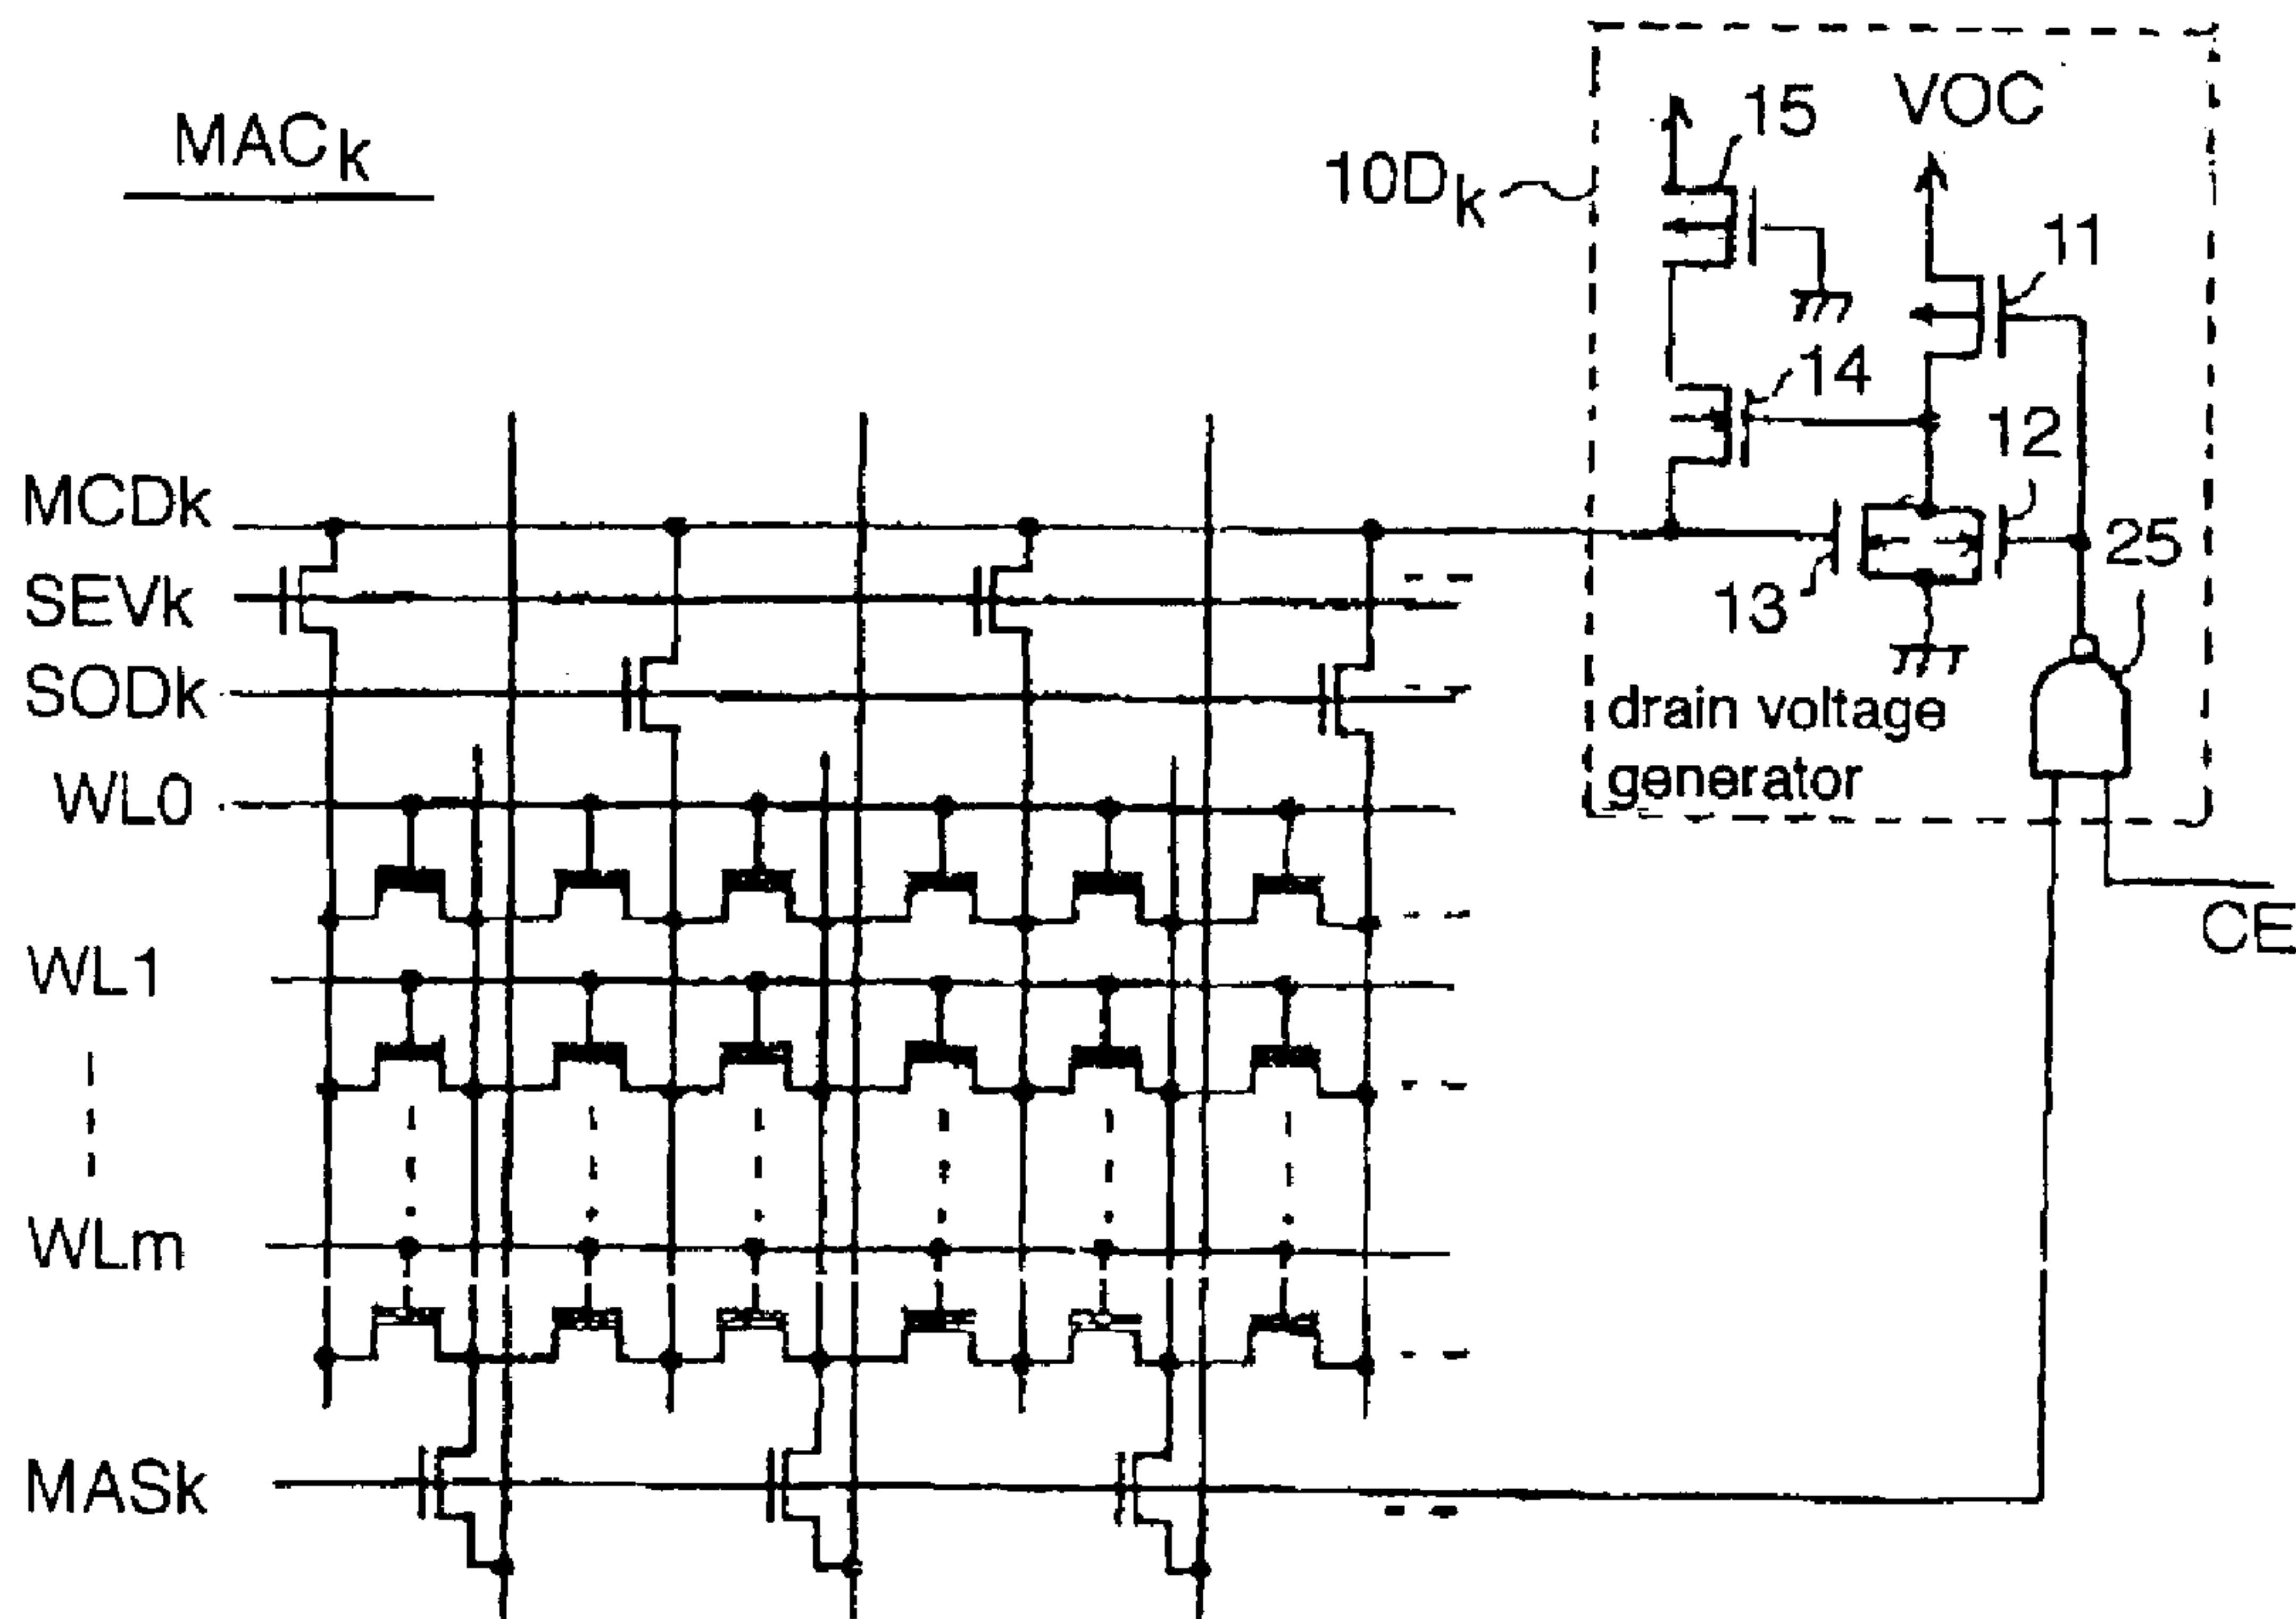 MACk
10Dk
15
VOC
11
14
12
MCDk
SEVk
13
25
SODk
drain voltage
generator
WL0
CE
WL1
WLm
MASk